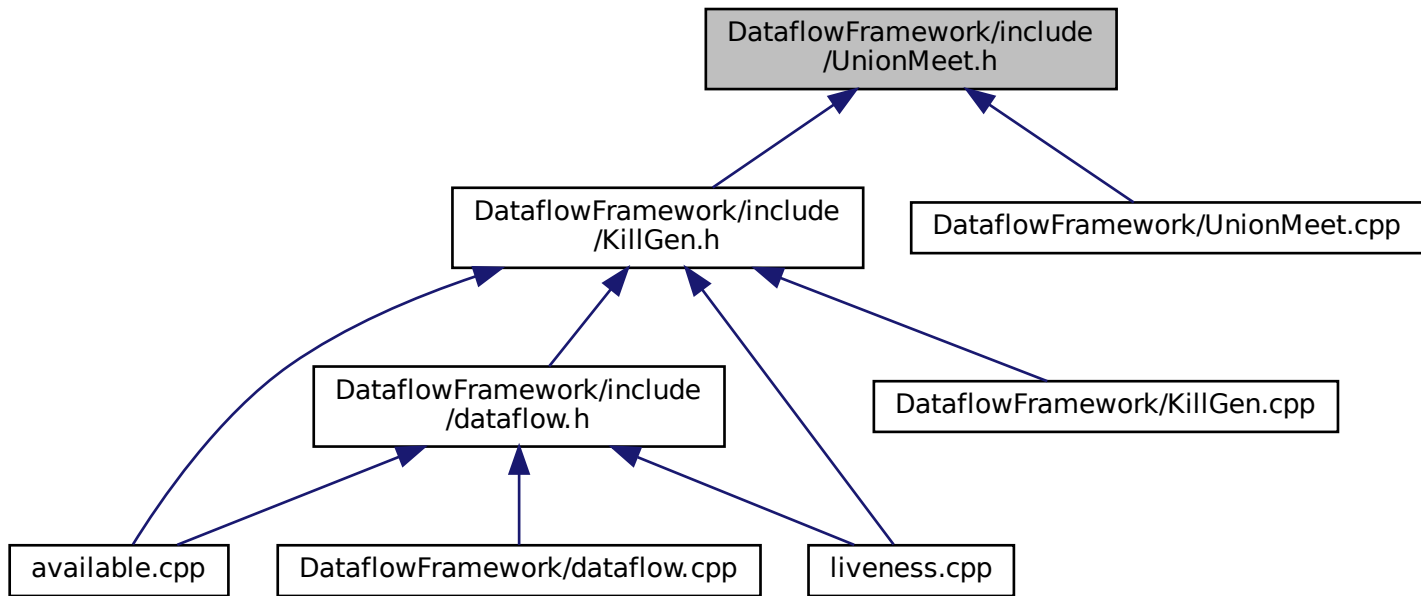 DataflowFramework/include
/UnionMeet.h
DataflowFramework/include
/KillGen.h
DataflowFramework/UnionMeet.cpp
DataflowFramework/include
/dataflow.h
DataflowFramework/KillGen.cpp
available.cpp
DataflowFramework/dataflow.cpp
liveness.cpp